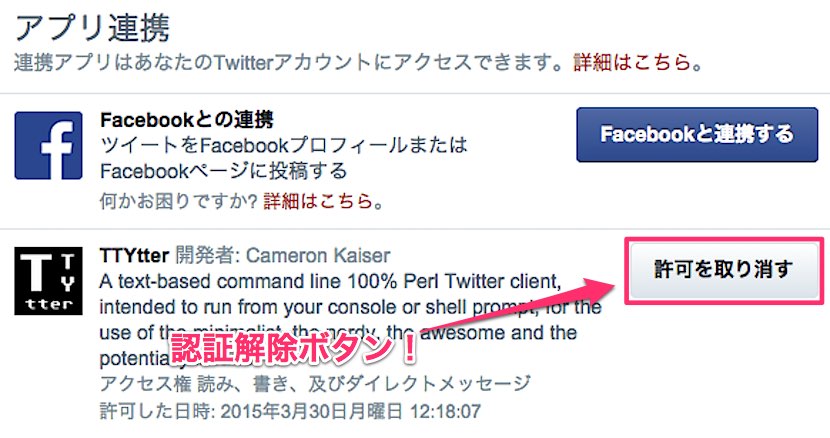 アプリ連携
連携アプリはあなたのTwitterアカウントにアクセスできます。詳細はこちら。
Facebookとの連携
ツイートをFacebookプロフィールまたは
Facebookページに投稿する
何かお困りですか? 詳細はこちら。
Facebookと連携する
TTYtter
TTYtter 開発者: Cameron Kaiser
A text-based command line 100% Perl Twitter client,
intended to run from your console or shell prompt, for the
use of the minimalist, the nerdy, the awesome and the
potentially
許可を取り消す
認証解除ボタン！
アクセス権 読み、書き、及びダイレクトメッセージ
許可した日時: 2015年3月30日月曜日 12:18:07